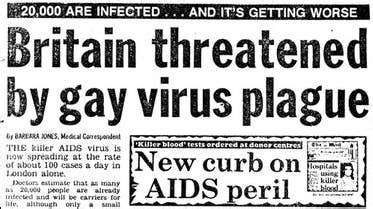 20,000 ARE INFECTED . . . AND IT'S GETTING WORSE
Britain threatened
by gay virus plague
By BARBARA JONES, Medical Correspondent
THE killer AIDS virus is
now spreading at the rate
of about 100 cases a day in
London alone.
Doctors estimate that as many
as 20,000 people are already
infected and will be carriers for
life, although only a small
'Killer blood' tests ordered at donor centres
New curb on
AIDS peril
Hospitals
using
killer
blood